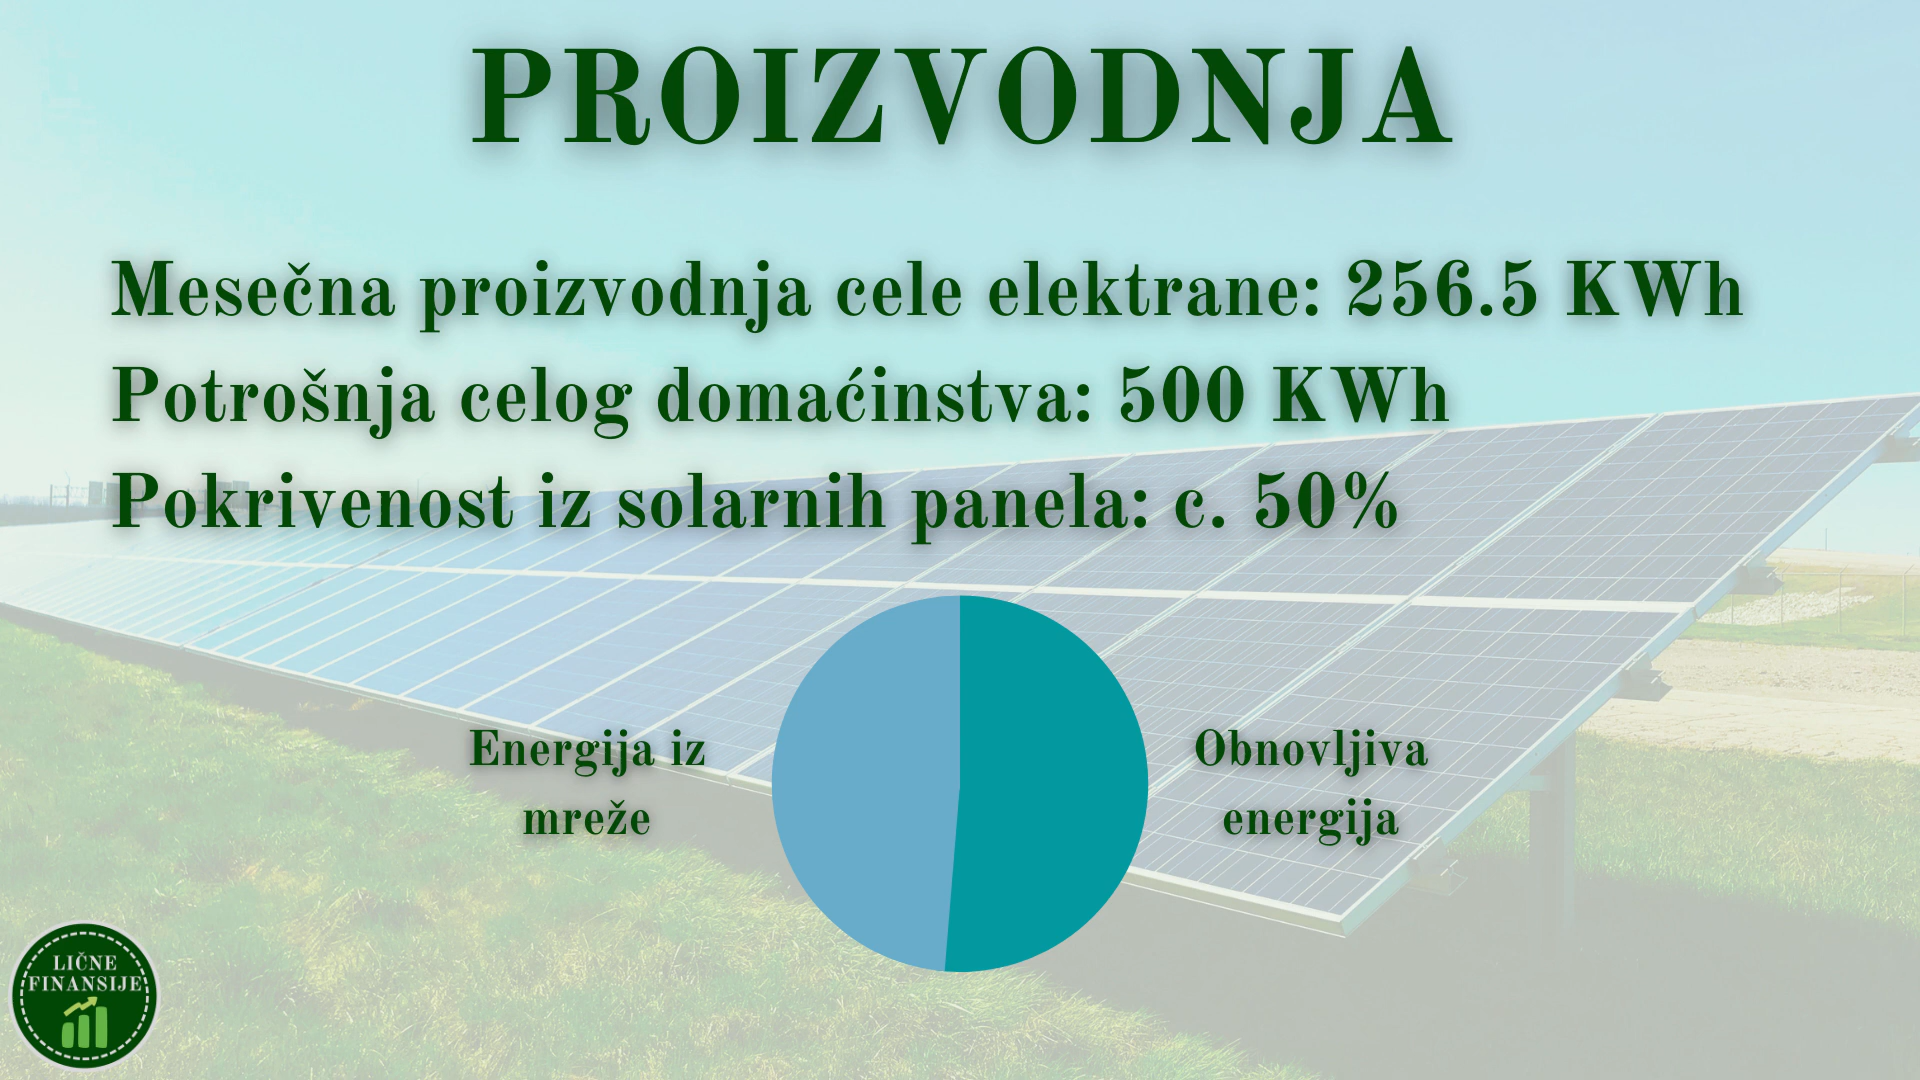 PROIZVODNJA
Mesečna proizvodnja cele elektrane: 256.5 KWh
Potrošnja celog domaćinstva: 500 KWh
Pokrivenost iz solarnih panela: c. 50%
Energija iz
mreže
Obnovljiva
energija
LIČNE
FINANSIJE